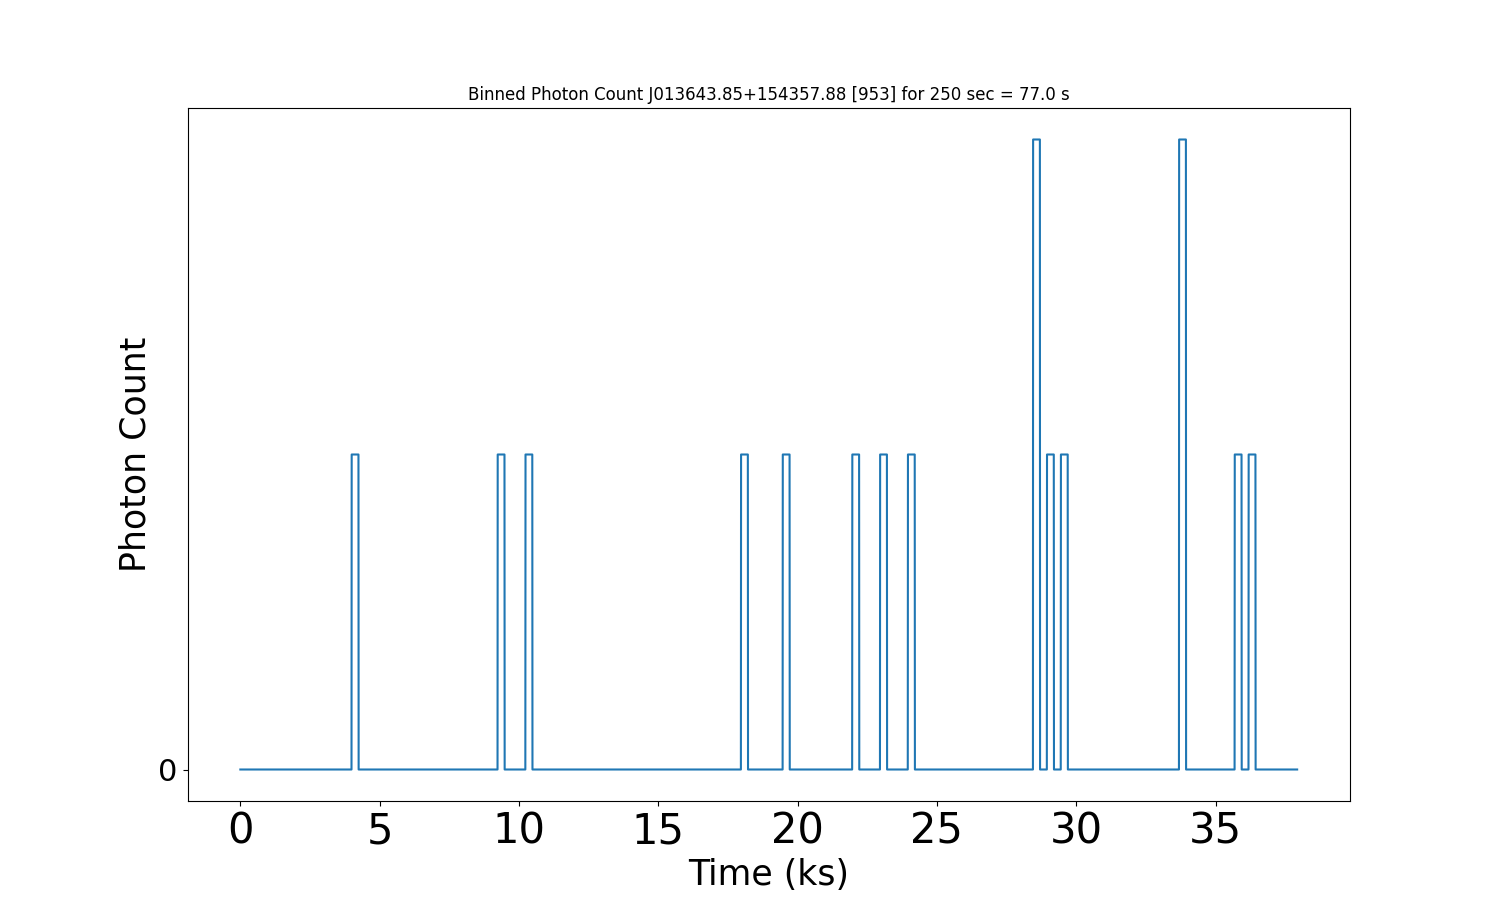 Binned Photon Count J013643.85+154357.88 [953] for 250 sec = 77.0 s
Photon Count
0
0 5 10 15 20 25 30 35
Time (ks)